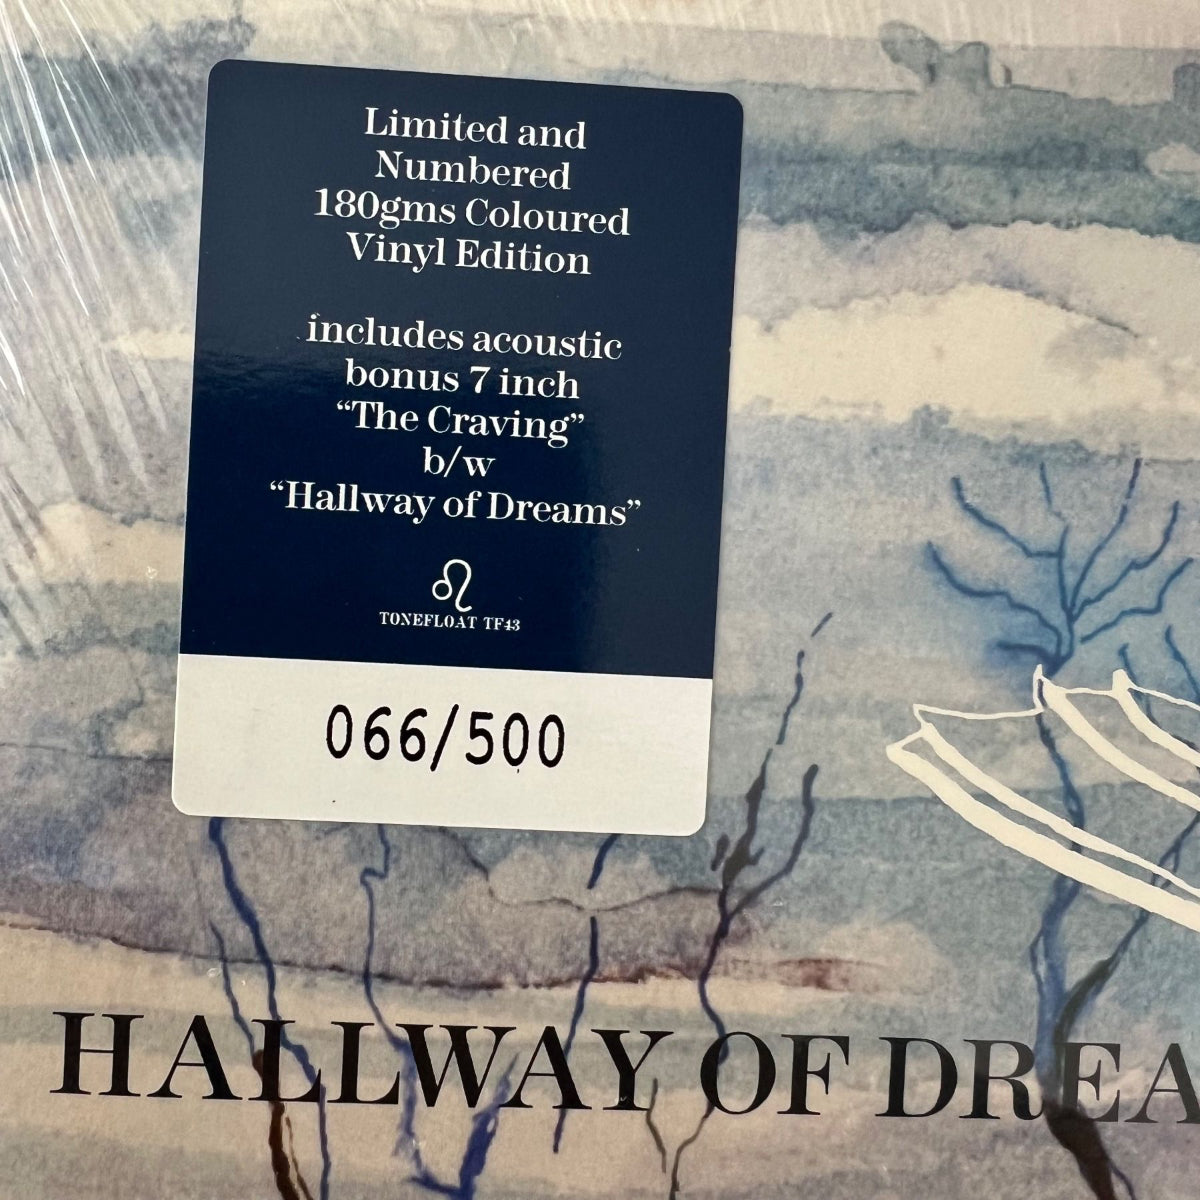 Limited and
Numbered
180gms Coloured
Vinyl Edition
includes acoustic
bonus 7 inch
“The Craving”
b/w
“Hallway of Dreams”
TONEFLOAT TF43
066/500
HALLWAY OF DREA